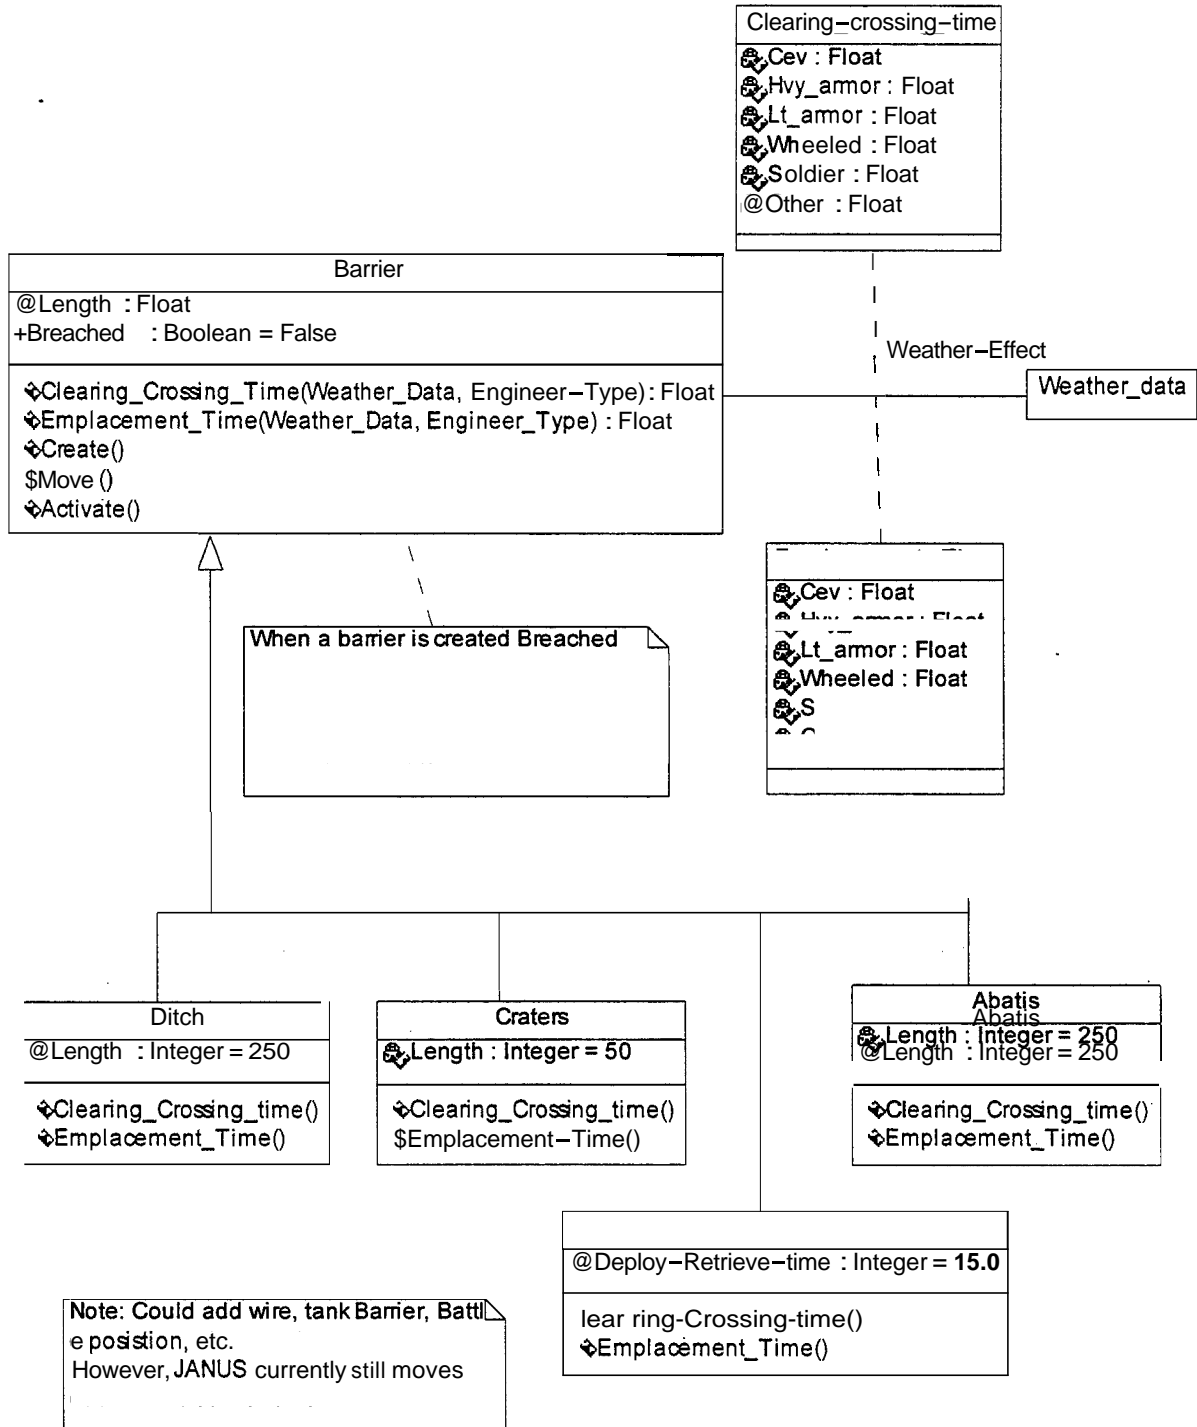 Clearing-crossing-time
Cev : Float
Hvy_armor : Float
Lt_armor : Float
Wheeled : Float
Soldier : Float
@Other : Float
Barrier
@Length : Float
+Breached : Boolean = False
Clearing_Crossing_Time(Weather_Data, Engineer-Type) : Float
Emplacement_Time(Weather_Data, Engineer_Type) : Float
Create()
$Move ()
Activate()
Weather-Effect
Weather_data
Cev : Float
Lt_armor : Float
Wheeled : Float
S
When a barrier is created Breached
Ditch
@Length : Integer = 250
Clearing_Crossing_time()
Emplacement_Time()
Craters
Length : Integer = 50
Clearing_Crossing_time()
$Emplacement-Time()
Abatis
Abatis
Length : Integer = 250
@Length : Integer = 250
Clearing_Crossing_time()
Emplacement_Time()
@Deploy-Retrieve-time : Integer = 15.0
lear ring-Crossing-time()
Emplacement_Time()
Note: Could add wire, tank Barrier, Battl
e posistion, etc.
However, JANUS currently still moves